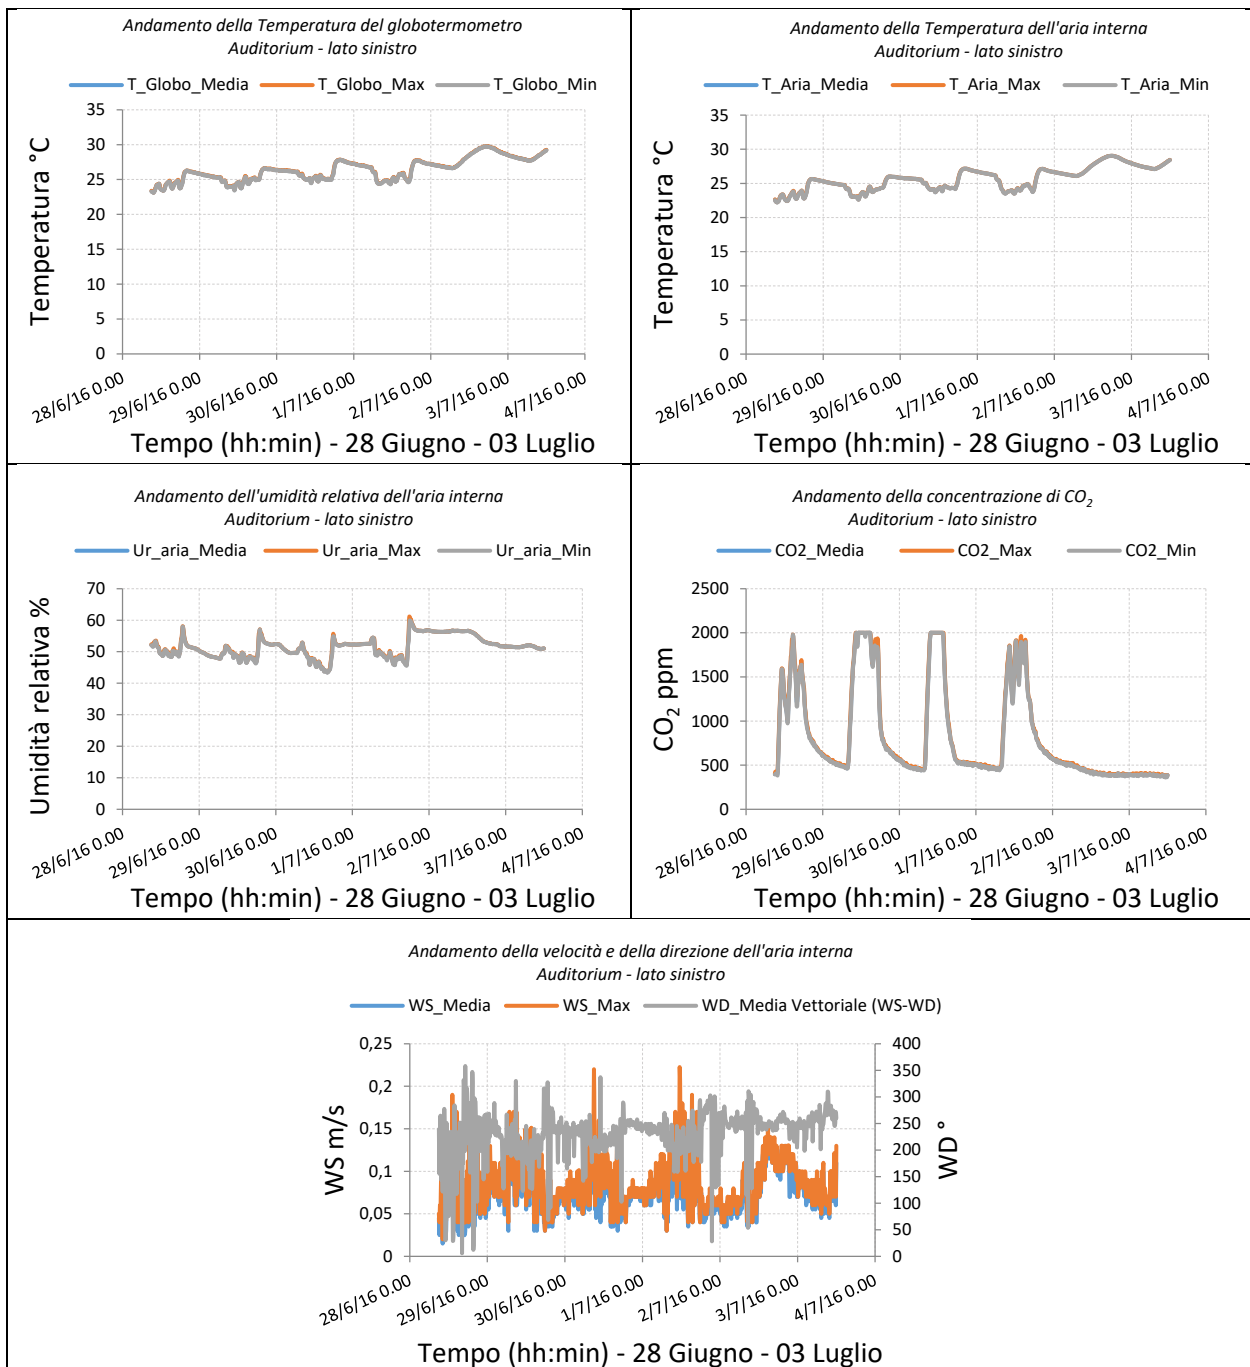 Andamento della Temperatura del globotermometro
Auditorium - lato sinistro
T_Globo_Media T_Globo_Max T_Globo_Min
35
30
25
20
15
10
5
0
Temperatura °C
28/6/16 0.00 29/6/16 0.00 30/6/16 0.00 1/7/16 0.00 2/7/16 0.00 3/7/16 0.00 4/7/16 0.00
Tempo (hh:min) - 28 Giugno - 03 Luglio
Andamento della Temperatura dell'aria interna
Auditorium - lato sinistro
T_Aria_Media T_Aria_Max T_Aria_Min
35
30
25
20
15
10
5
0
Temperatura °C
28/6/16 0.00 29/6/16 0.00 30/6/16 0.00 1/7/16 0.00 2/7/16 0.00 3/7/16 0.00 4/7/16 0.00
Tempo (hh:min) - 28 Giugno - 03 Luglio
Andamento dell'umidità relativa dell'aria interna
Auditorium - lato sinistro
Ur_aria_Media Ur_aria_Max Ur_aria_Min
70
60
50
40
30
20
10
0
Umidità relativa %
28/6/16 0.00 29/6/16 0.00 30/6/16 0.00 1/7/16 0.00 2/7/16 0.00 3/7/16 0.00 4/7/16 0.00
Tempo (hh:min) - 28 Giugno - 03 Luglio
Andamento della concentrazione di CO₂
Auditorium - lato sinistro
CO2_Media CO2_Max CO2_Min
2500
2000
1500
1000
500
0
CO₂ ppm
28/6/16 0.00 29/6/16 0.00 30/6/16 0.00 1/7/16 0.00 2/7/16 0.00 3/7/16 0.00 4/7/16 0.00
Tempo (hh:min) - 28 Giugno - 03 Luglio
Andamento della velocità e della direzione dell'aria interna
Auditorium - lato sinistro
WS_Media WS_Max WD_Media Vettoriale (WS-WD)
0,25
0,2
0,15
0,1
0,05
0
WS m/s
400
350
300
250
200
150
100
50
0
WD °
28/6/16 0.00 29/6/16 0.00 30/6/16 0.00 1/7/16 0.00 2/7/16 0.00 3/7/16 0.00 4/7/16 0.00
Tempo (hh:min) - 28 Giugno - 03 Luglio